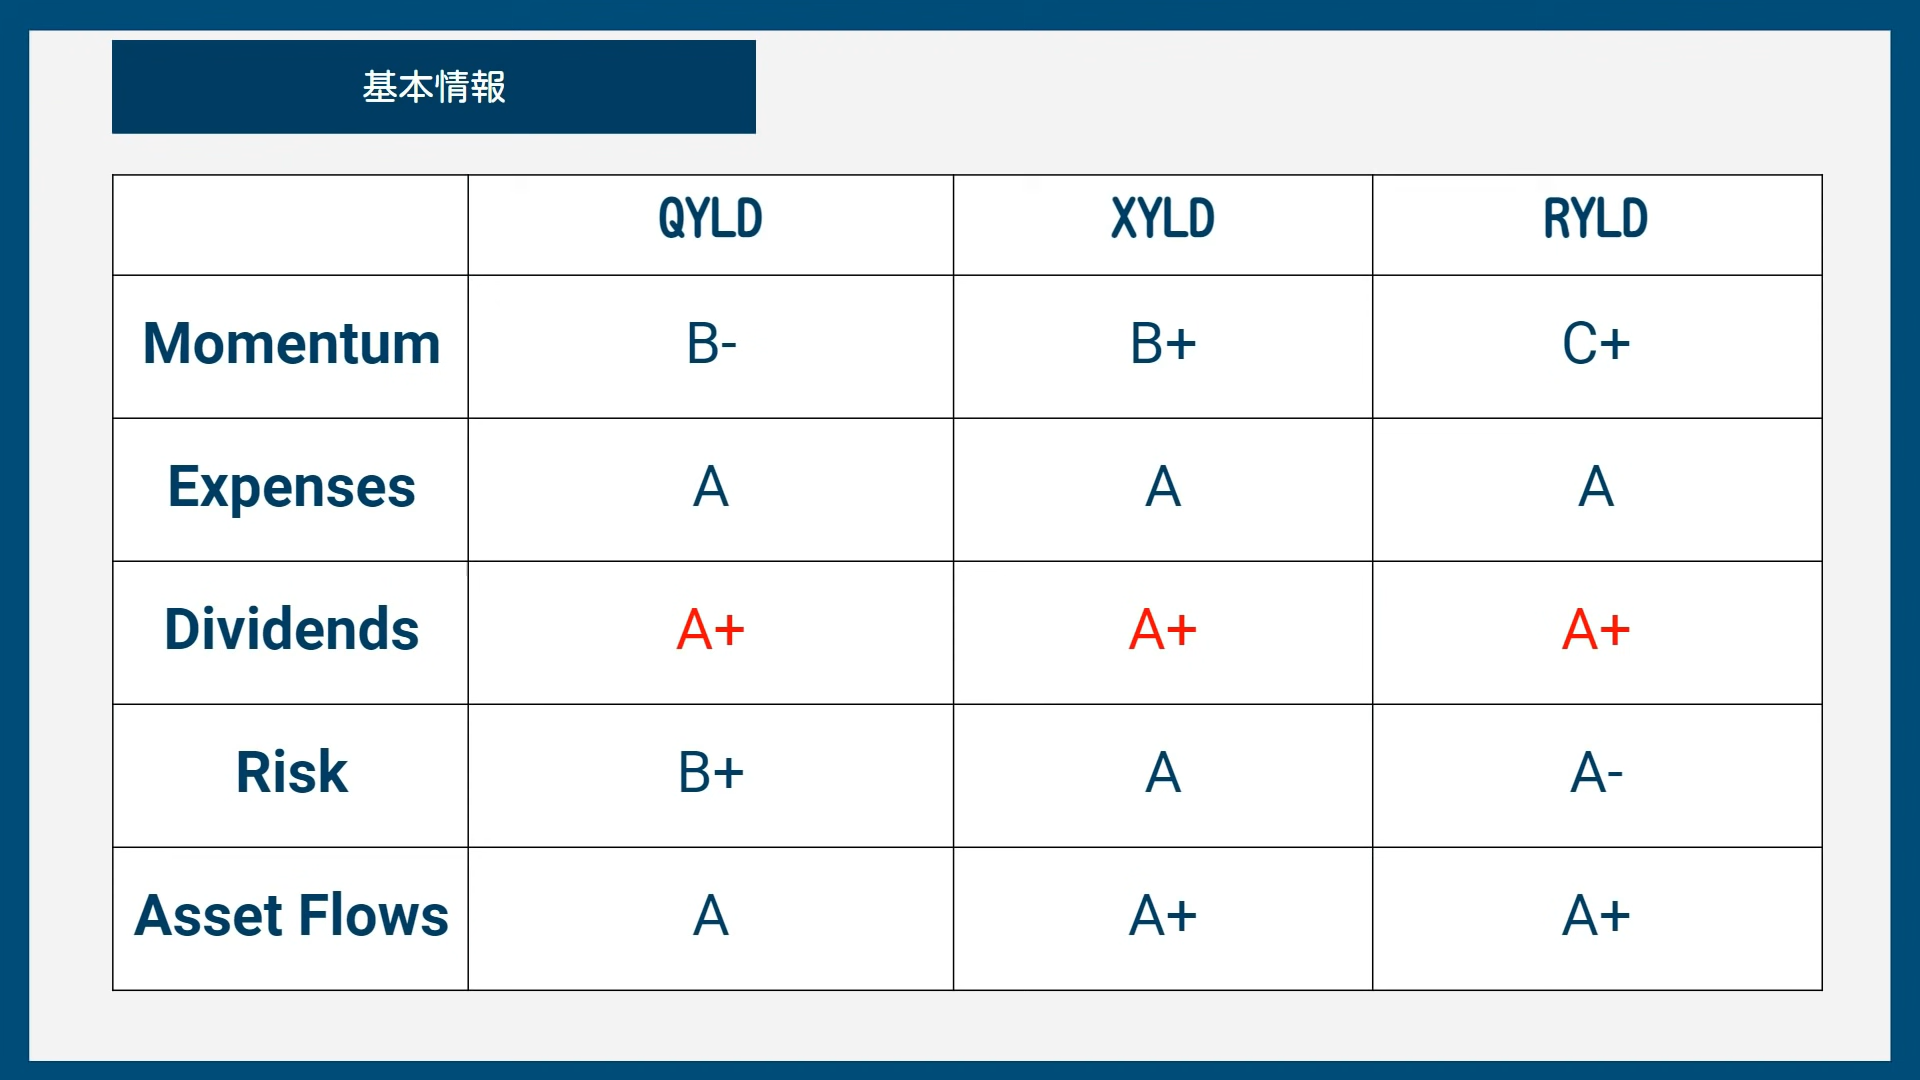 基本情報
QYLD XYLD RYLD
Momentum B- B+ C+
Expenses A A A
Dividends A+ A+ A+
Risk B+ A A-
Asset Flows A A+ A+